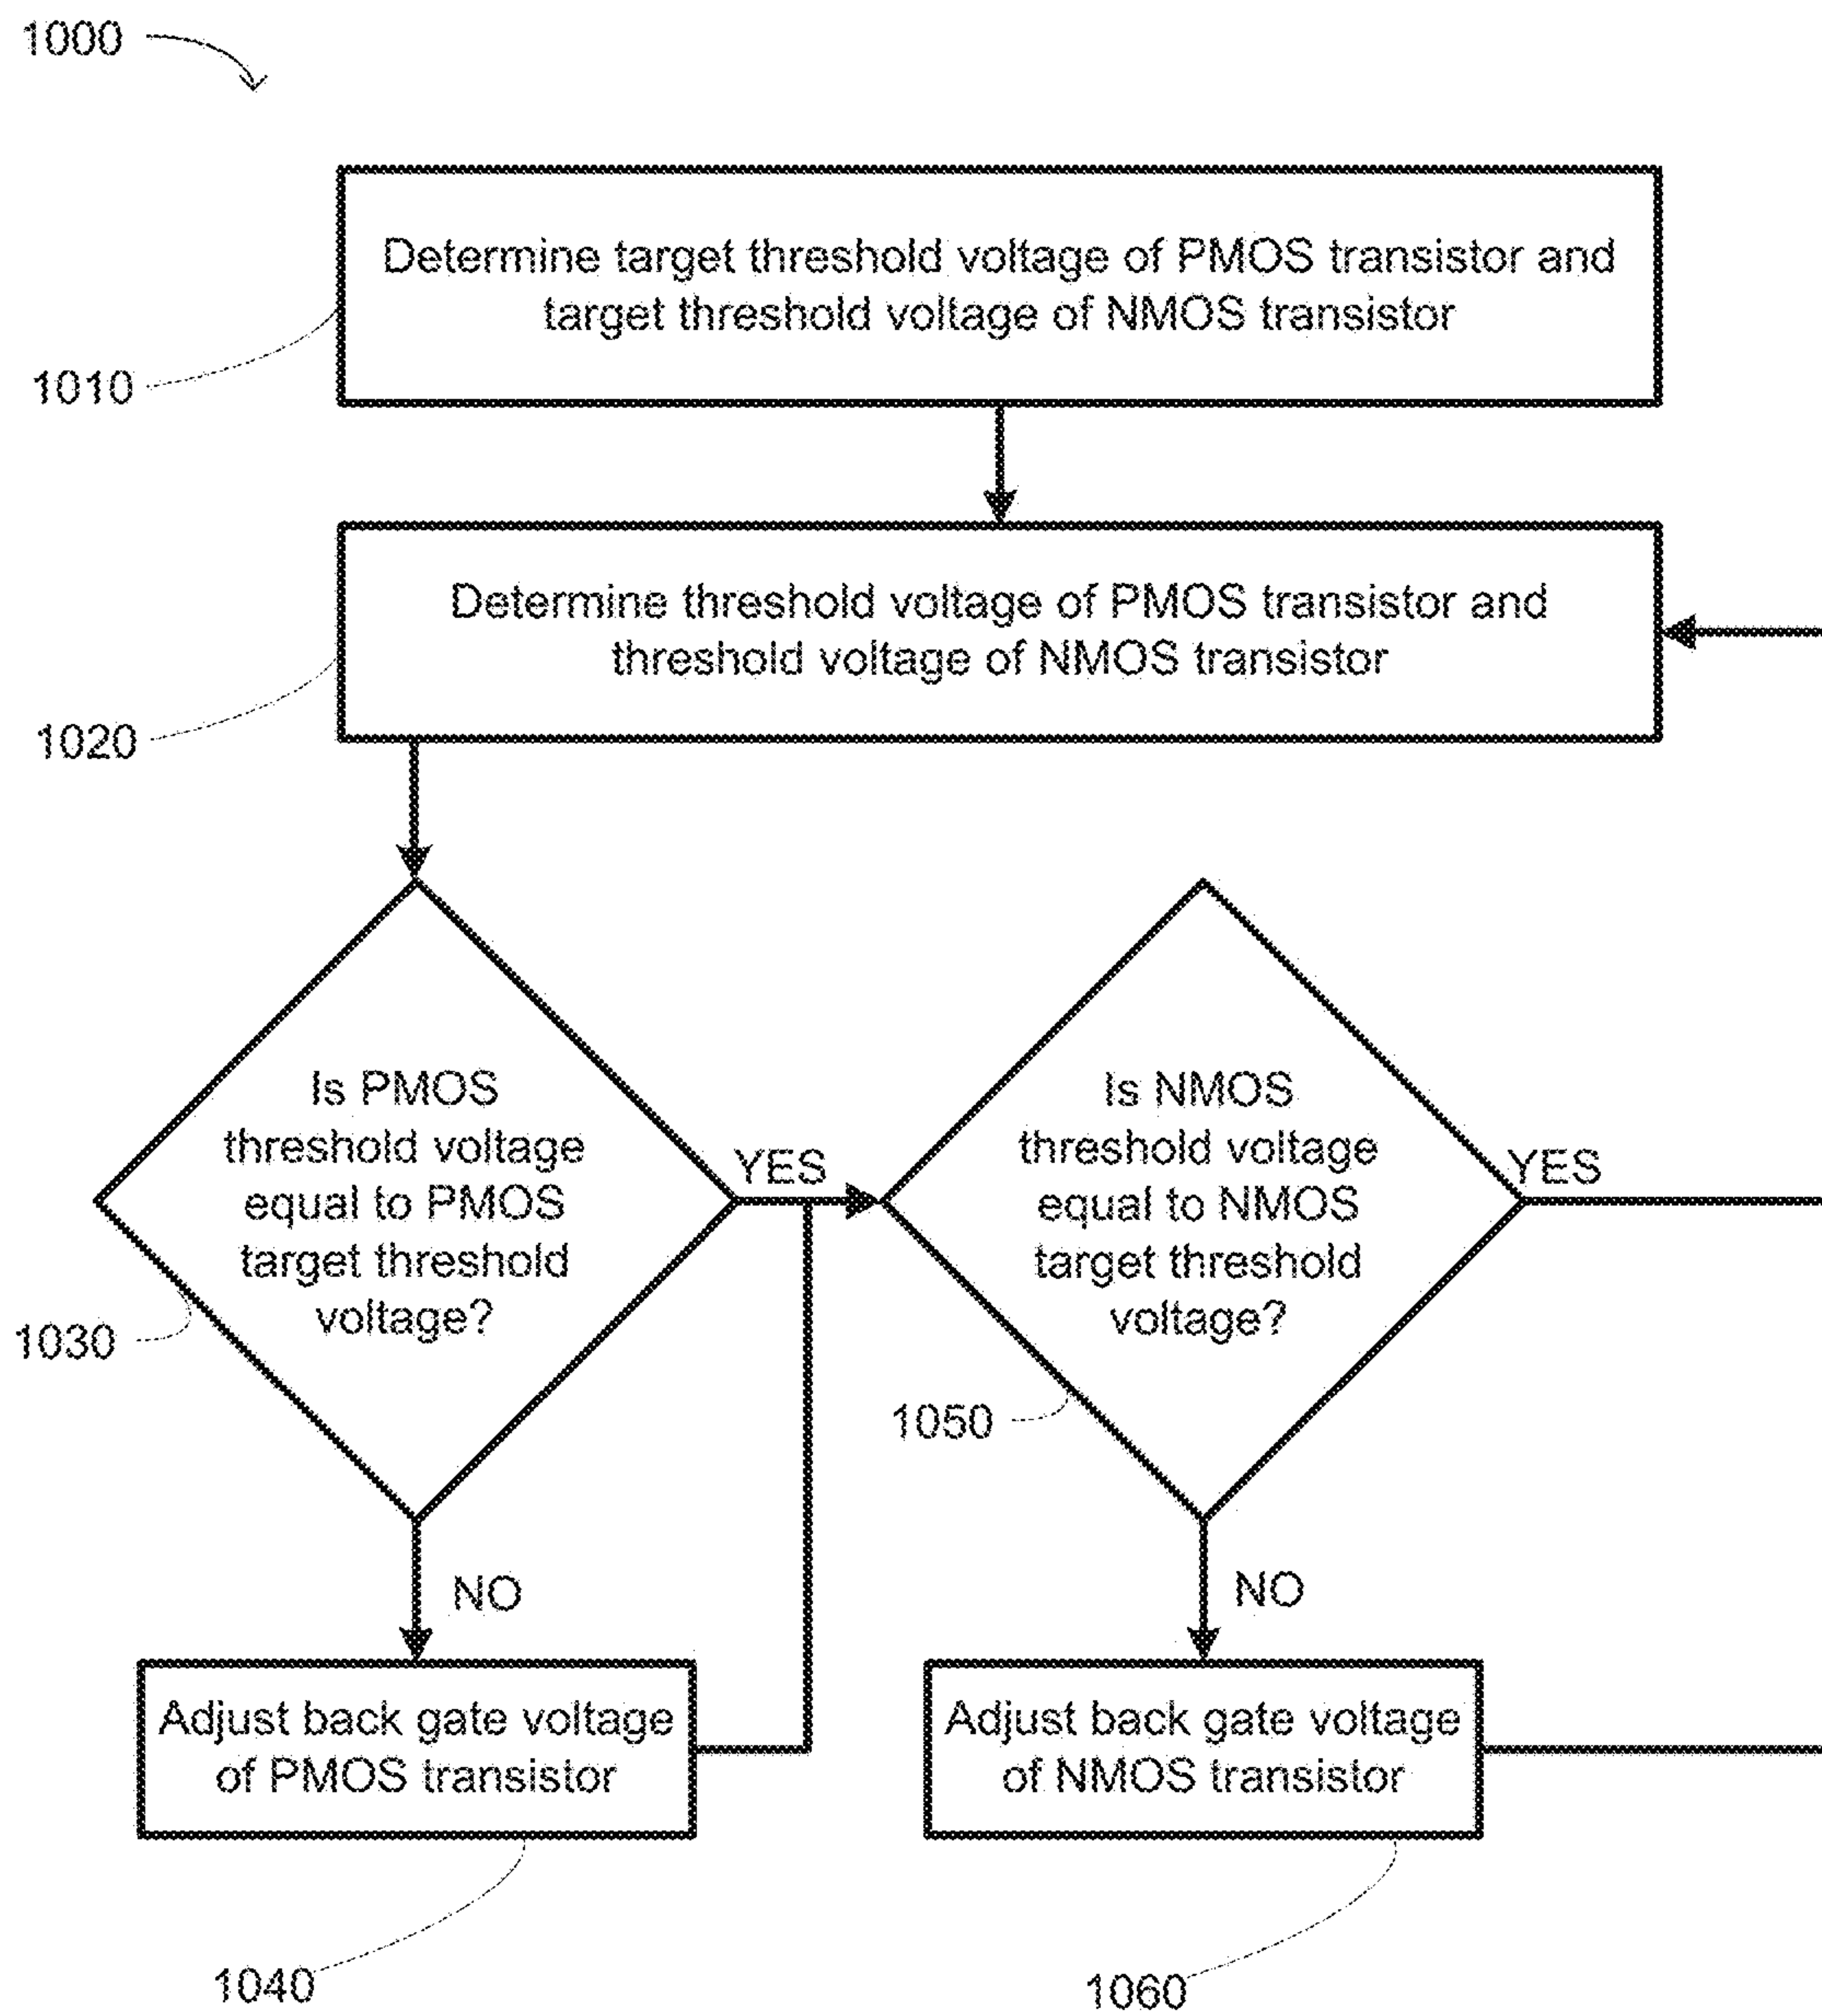 1000
Determine target threshold voltage of PMOS transistor and
target threshold voltage of NMOS transistor
1010
Determine threshold voltage of PMOS transistor and
threshold voltage of NMOS transistor
1020
Is PMOS
threshold voltage
equal to PMOS
target threshold
voltage?
YES
1030
NO
Is NMOS
threshold voltage
equal to NMOS
target threshold
voltage?
YES
1050
NO
Adjust back gate voltage
of PMOS transistor
1040
Adjust back gate voltage
of NMOS transistor
1060